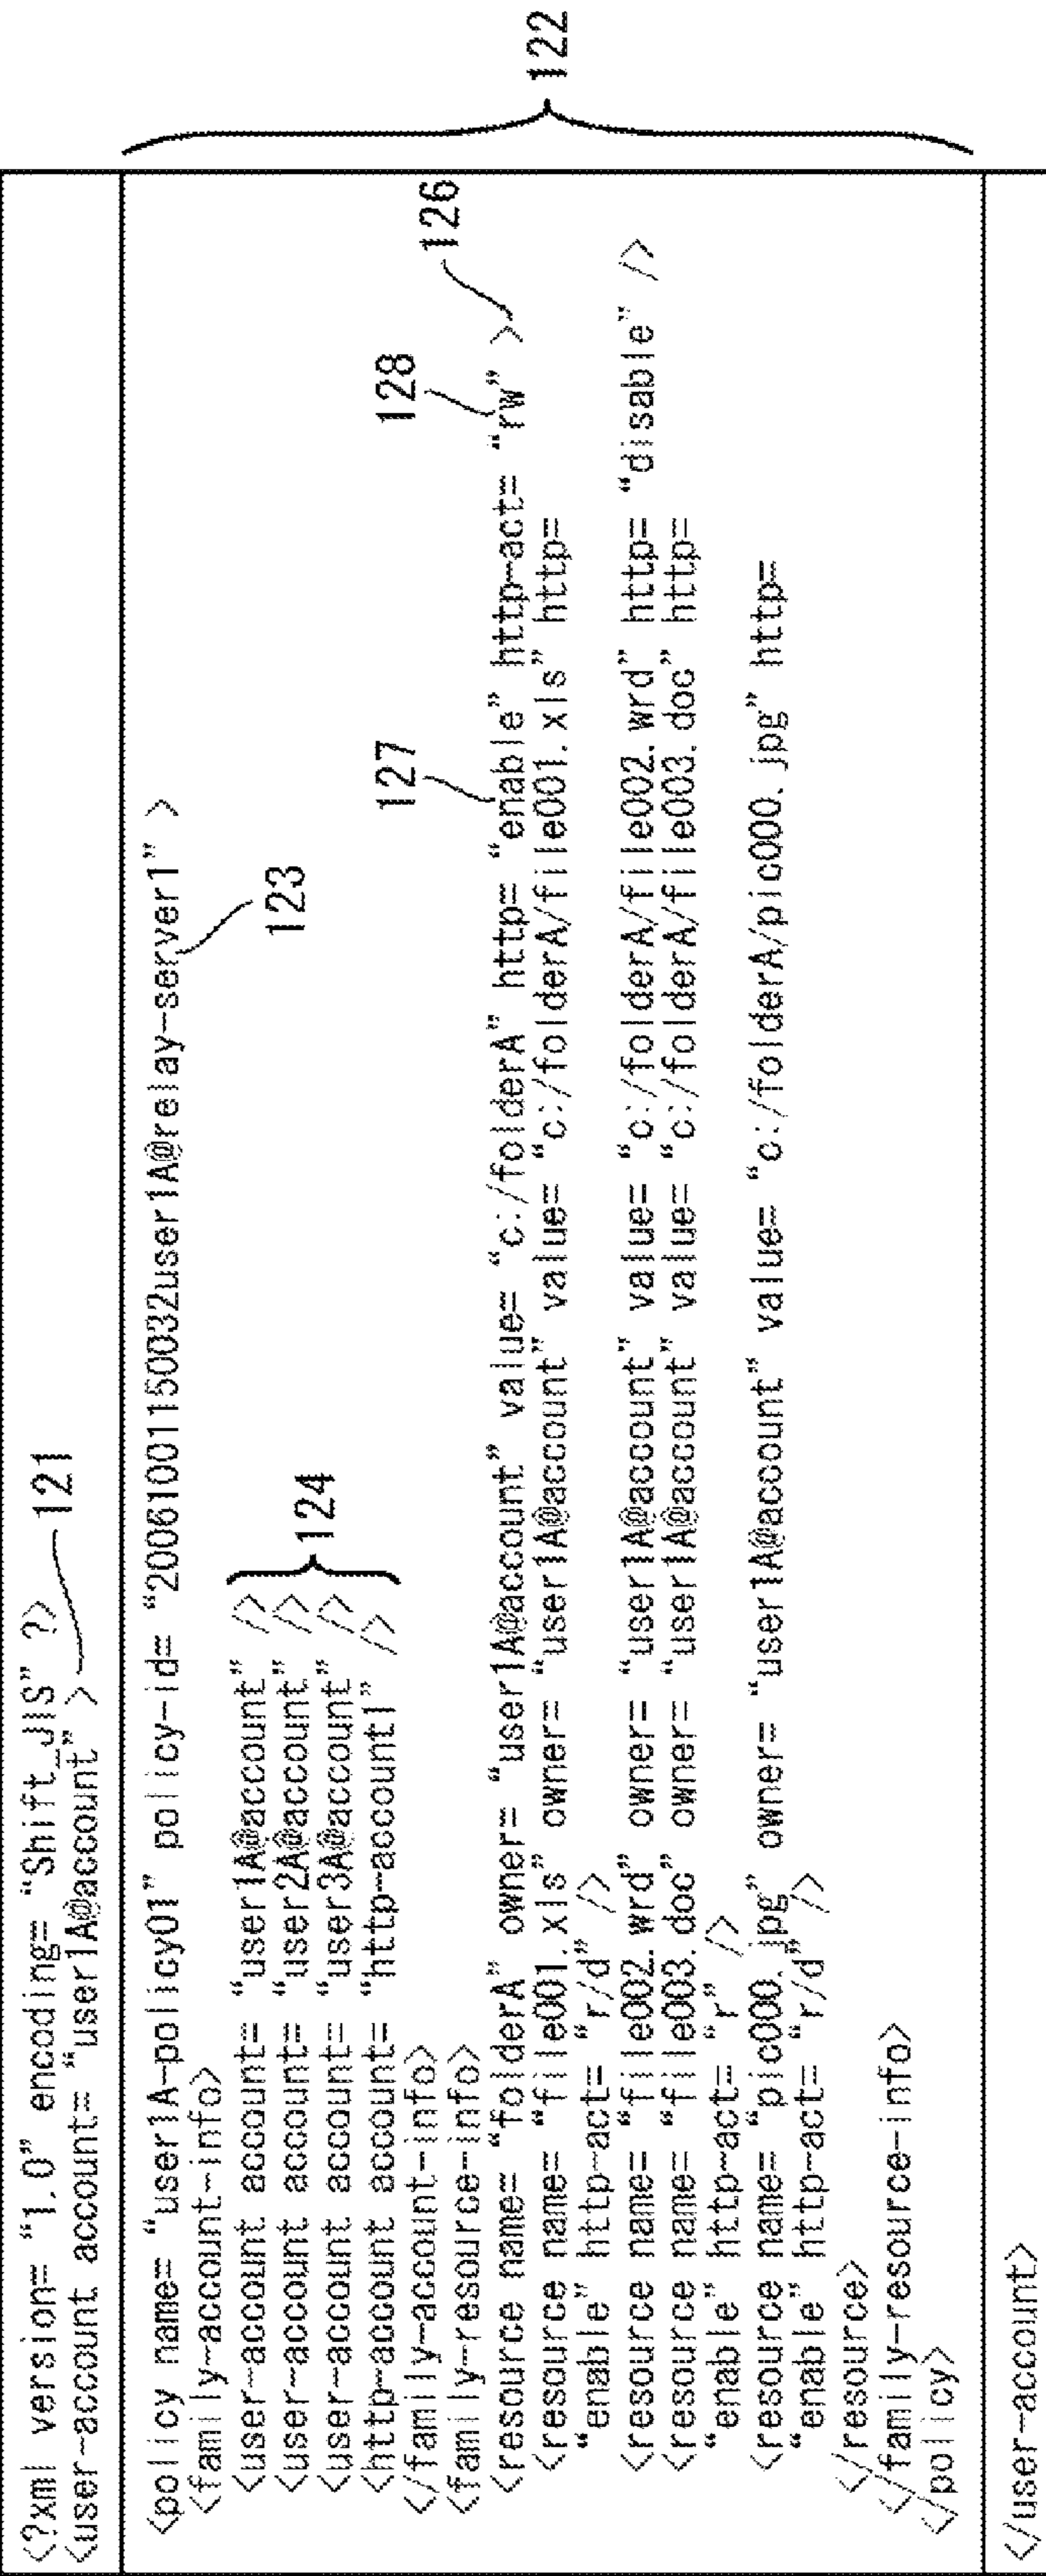 <?xml version= “1.0” encoding= “Shift_JIS” ?>
<user-account account= “user1A@account” > 121
<policy name= “user1A-policy01” policy-id= “20061001150032user1A@relay-server1” >
123
<family-account-info>
<user-account account= “user1A@account” />
<user-account account= “user2A@account” />
<user-account account= “user3A@account” />
<http-account account= “http-account1” />
124
</family-account-info>
<family-resource-info>
127 128 126
<resource name= “folderA” owner= “user1A@account” value= “c:/folderA” http= “enable” http-act= “rw” >
<resource name= “file001.xls” owner= “user1A@account” value= “c:/folderA/file001.xls” http=
“enable” http-act= “r/d” />
<resource name= “file002.wrd” owner= “user1A@account” value= “c:/folderA/file002.wrd” http= “disable” />
<resource name= “file003.doc” owner= “user1A@account” value= “c:/folderA/file003.doc” http=
“enable” http-act= “r” />
<resource name= “pic000.jpg” owner= “user1A@account” value= “c:/folderA/pic000.jpg” http=
“enable” http-act= “r/d” />
</resource>
</family-resource-info>
</policy>
122
</user-account>